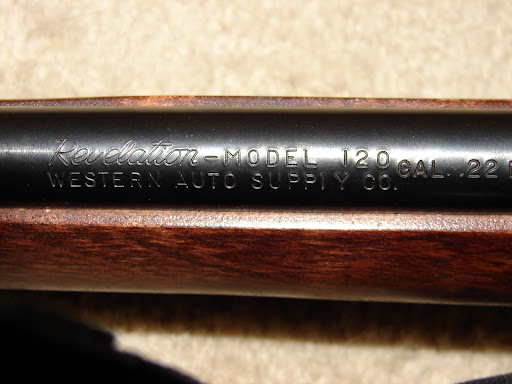 Revelation - MODEL 120 CAL. .22
WESTERN AUTO SUPPLY CO.